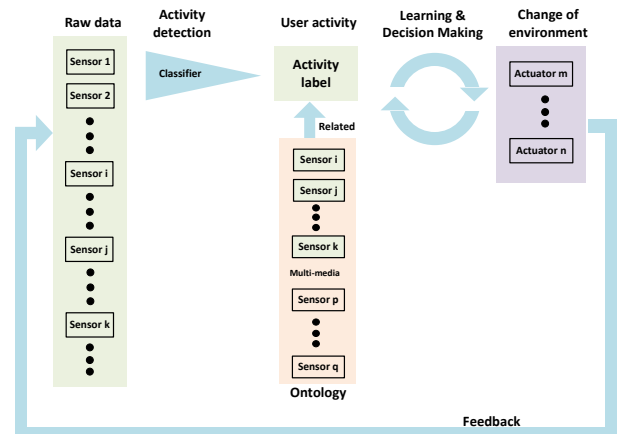 Raw data
Activity
detection
User activity
Learning &
Decision Making
Change of
environment
Sensor 1
Sensor 2
Sensor i
Sensor j
Sensor k
Classifier
Activity
label
Related
Sensor i
Sensor j
Sensor k
Multi-media
Sensor p
Sensor q
Ontology
Actuator m
Actuator n
Feedback